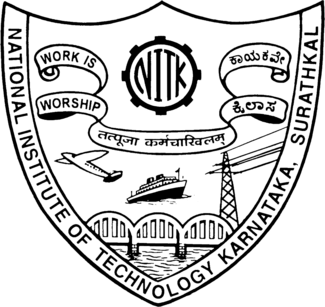 NITK
WORK IS
WORSHIP
ಕಾಯಕವೇ
ಕೈಲಾಸ
तत्पूजा कर्मचाखिलम्
NATIONAL INSTITUTE OF TECHNOLOGY KARNATAKA, SURATHKAL